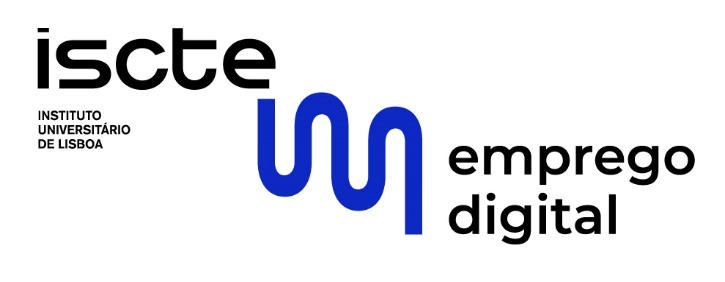 iscte
INSTITUTO
UNIVERSITÁRIO
DE LISBOA
emprego
digital